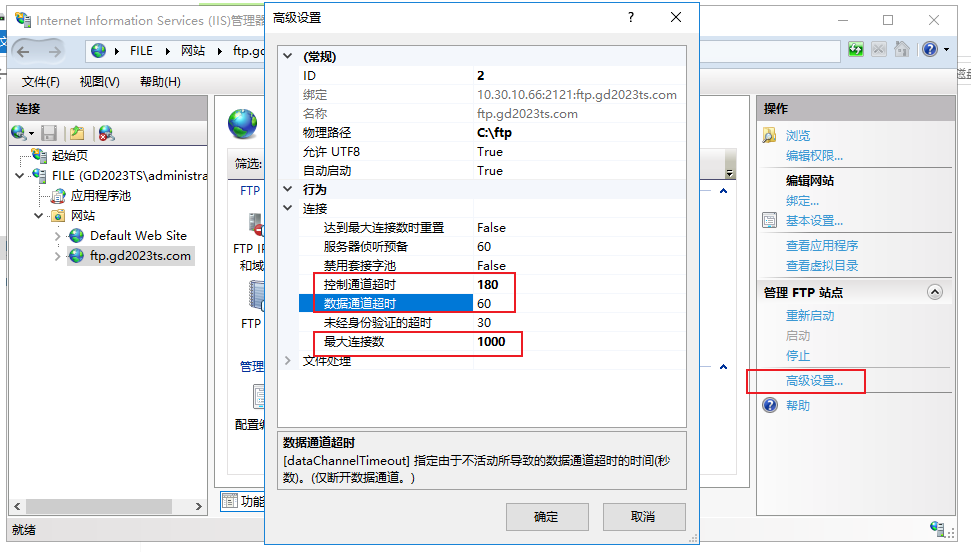 Internet Information Services (IIS)管理器
FILE
网站
ftp.gd
文件(F)
视图(V)
帮助(H)
连接
起始页
FILE (GD2023TS\administra
应用程序池
网站
Default Web Site
ftp.gd2023ts.com
筛选:
FTP
FTP IP
和域
FTP
管理
配置编
功能
就绪
高级设置
?
(常规)
ID 2
绑定 10.30.10.66:2121:ftp.gd2023ts.com
名称 ftp.gd2023ts.com
物理路径 C:\ftp
允许 UTF8 True
自动启动 True
行为
连接
达到最大连接数时重置 False
服务器侦听预备 60
禁用套接字池 False
控制通道超时 180
数据通道超时 60
未经身份验证的超时 30
最大连接数 1000
文件处理
数据通道超时
[dataChannelTimeout] 指定由于不活动所导致的数据通道超时的时间(秒
数)。(仅断开数据通道。)
确定
取消
操作
浏览
编辑权限...
编辑网站
绑定...
基本设置...
查看应用程序
查看虚拟目录
管理 FTP 站点
重新启动
启动
停止
高级设置...
帮助